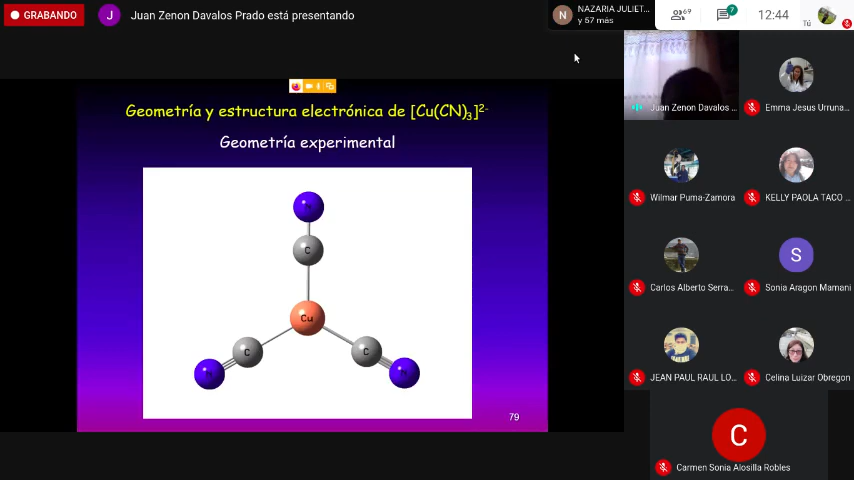 GRABANDO
J
Juan Zenon Davalos Prado está presentando
N
NAZARIA JULIET...
y 57 más
69
7
12:44
Tú
Geometría y estructura electrónica de [Cu(CN)3]2-
Geometría experimental
C
Cu
C
C
79
Juan Zenon Davalos ...
Emma Jesus Urruna...
Wilmar Puma-Zamora
KELLY PAOLA TACO ...
Carlos Alberto Serra...
S
Sonia Aragon Mamani
JEAN PAUL RAUL LO...
Celina Luizar Obregon
C
Carmen Sonia Alosilla Robles